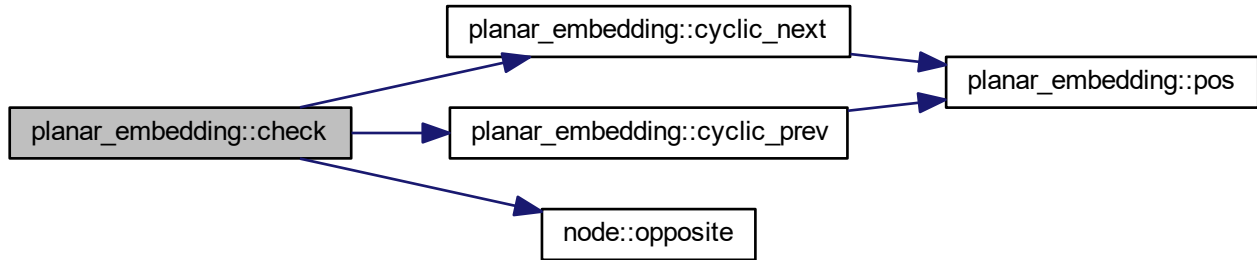 planar_embedding::cyclic_next
planar_embedding::pos
planar_embedding::check
planar_embedding::cyclic_prev
node::opposite